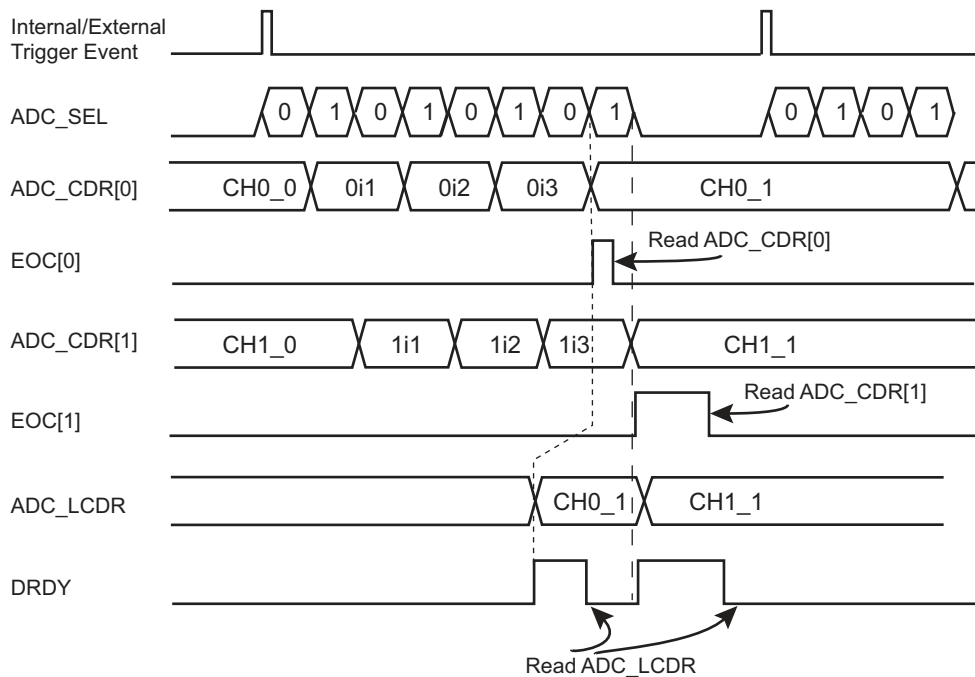 Internal/External
Trigger Event
ADC_SEL
0 1 0 1 0 1 0 1 0 1 0 1
ADC_CDR[0]
CH0_0 0i1 0i2 0i3 CH0_1
Read ADC_CDR[0]
EOC[0]
ADC_CDR[1]
CH1_0 1i1 1i2 1i3 CH1_1
Read ADC_CDR[1]
EOC[1]
ADC_LCDR
CH0_1 CH1_1
DRDY
Read ADC_LCDR